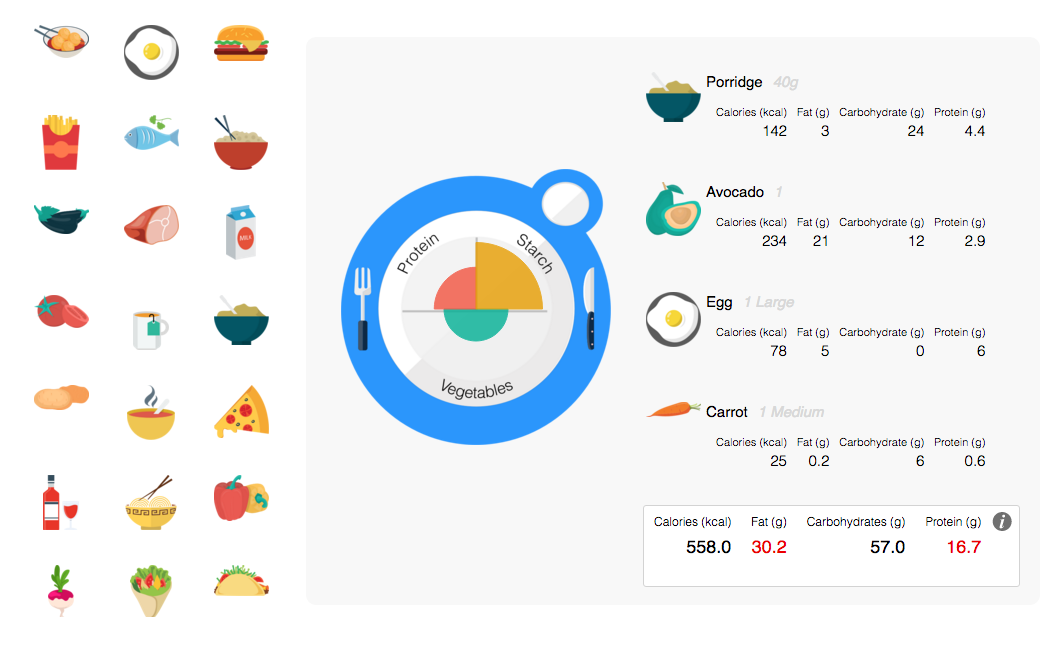 MILK
Protein
Starch
Vegetables
Porridge 40g
Calories (kcal) Fat (g) Carbohydrate (g) Protein (g)
142 3 24 4.4
Avocado 1
Calories (kcal) Fat (g) Carbohydrate (g) Protein (g)
234 21 12 2.9
Egg 1 Large
Calories (kcal) Fat (g) Carbohydrate (g) Protein (g)
78 5 0 6
Carrot 1 Medium
Calories (kcal) Fat (g) Carbohydrate (g) Protein (g)
25 0.2 6 0.6
Calories (kcal) Fat (g) Carbohydrates (g) Protein (g) i
558.0 30.2 57.0 16.7